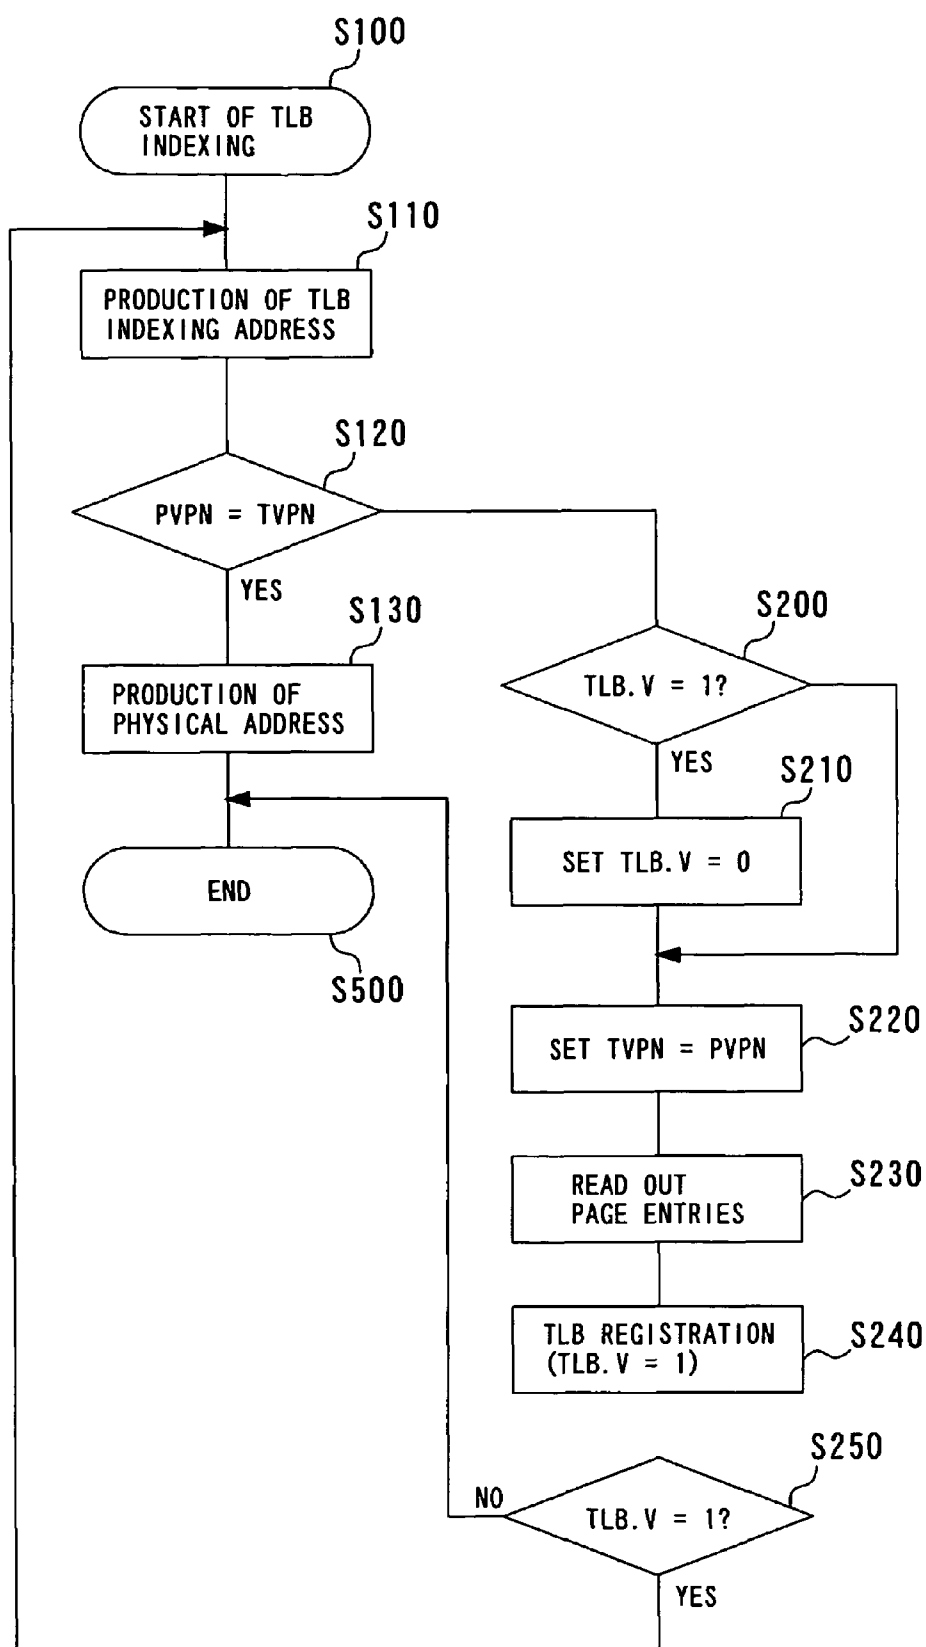 S100
START OF TLB
INDEXING
S110
PRODUCTION OF TLB
INDEXING ADDRESS
S120
PVPN = TVPN
YES
S130
PRODUCTION OF
PHYSICAL ADDRESS
END
S500
S200
TLB.V = 1?
YES
S210
SET TLB.V = 0
S220
SET TVPN = PVPN
S230
READ OUT
PAGE ENTRIES
S240
TLB REGISTRATION
(TLB.V = 1)
S250
NO
TLB.V = 1?
YES